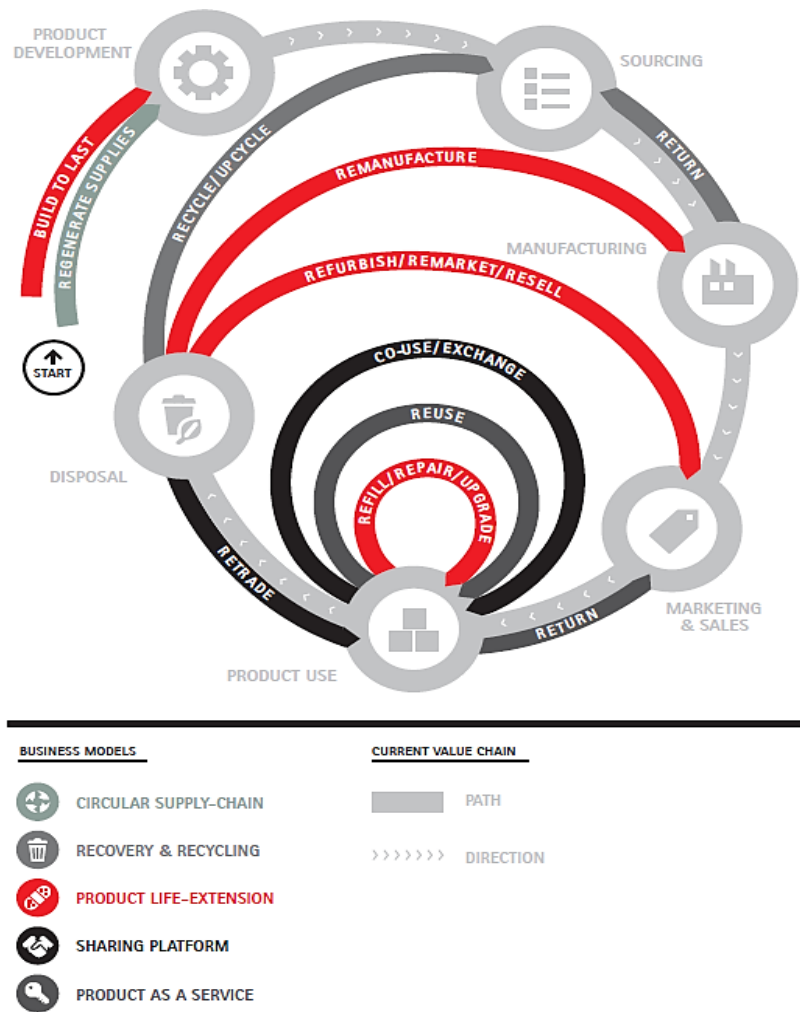 PRODUCT
DEVELOPMENT
SOURCING
BUILD TO LAST
REGENERATE SUPPLIES
RECYCLE/UPCYCLE
RETURN
REMANUFACTURE
MANUFACTURING
REFURBISH/REMARKET/RESELL
START
CO-USE/EXCHANGE
REUSE
REFILL/REPAIR/UPGRADE
DISPOSAL
RETRADE
RETURN
MARKETING
& SALES
PRODUCT USE
BUSINESS MODELS
CIRCULAR SUPPLY-CHAIN
RECOVERY & RECYCLING
PRODUCT LIFE-EXTENSION
SHARING PLATFORM
PRODUCT AS A SERVICE
CURRENT VALUE CHAIN
PATH
DIRECTION